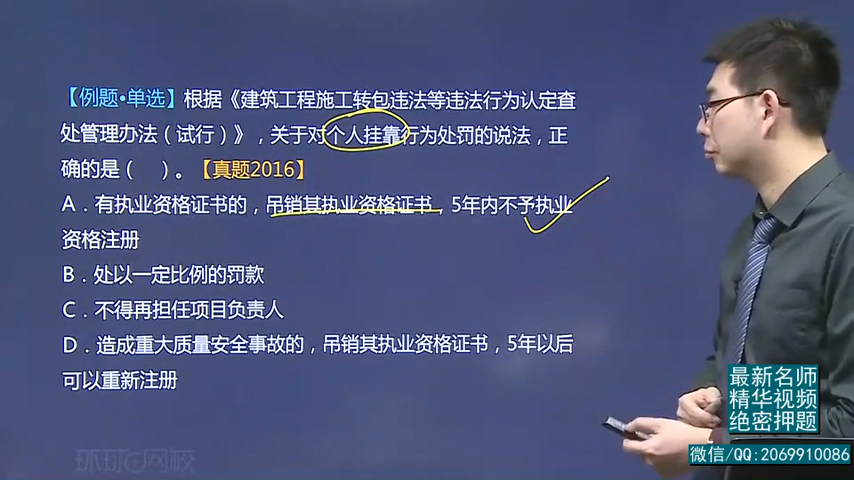 【例题•单选】根据《建筑工程施工转包违法等违法行为认定查
处管理办法（试行）》，关于对个人挂靠行为处罚的说法，正
确的是（ ）。【真题2016】
A．有执业资格证书的，吊销其执业资格证书，5年内不予执业
资格注册
B．处以一定比例的罚款
C．不得再担任项目负责人
D．造成重大质量安全事故的，吊销其执业资格证书，5年以后
可以重新注册
最新名师
精华视频
绝密押题
微信/QQ:2069910086
环球网校